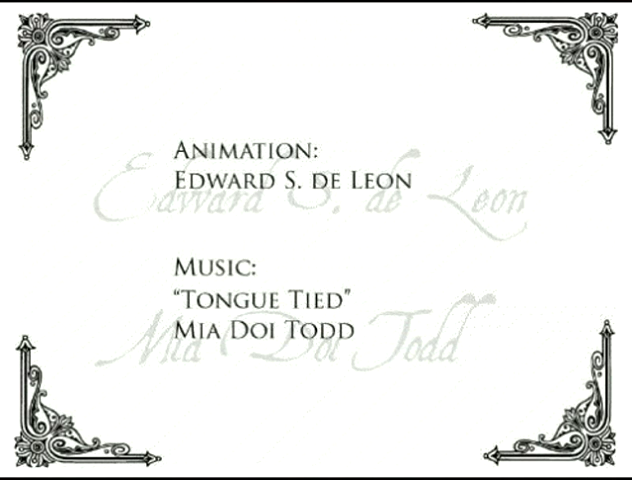 ANIMATION:
EDWARD S. DE LEON
Edward S. de Leon
MUSIC:
“TONGUE TIED”
MIA DOI TODD
Mia Doi Todd